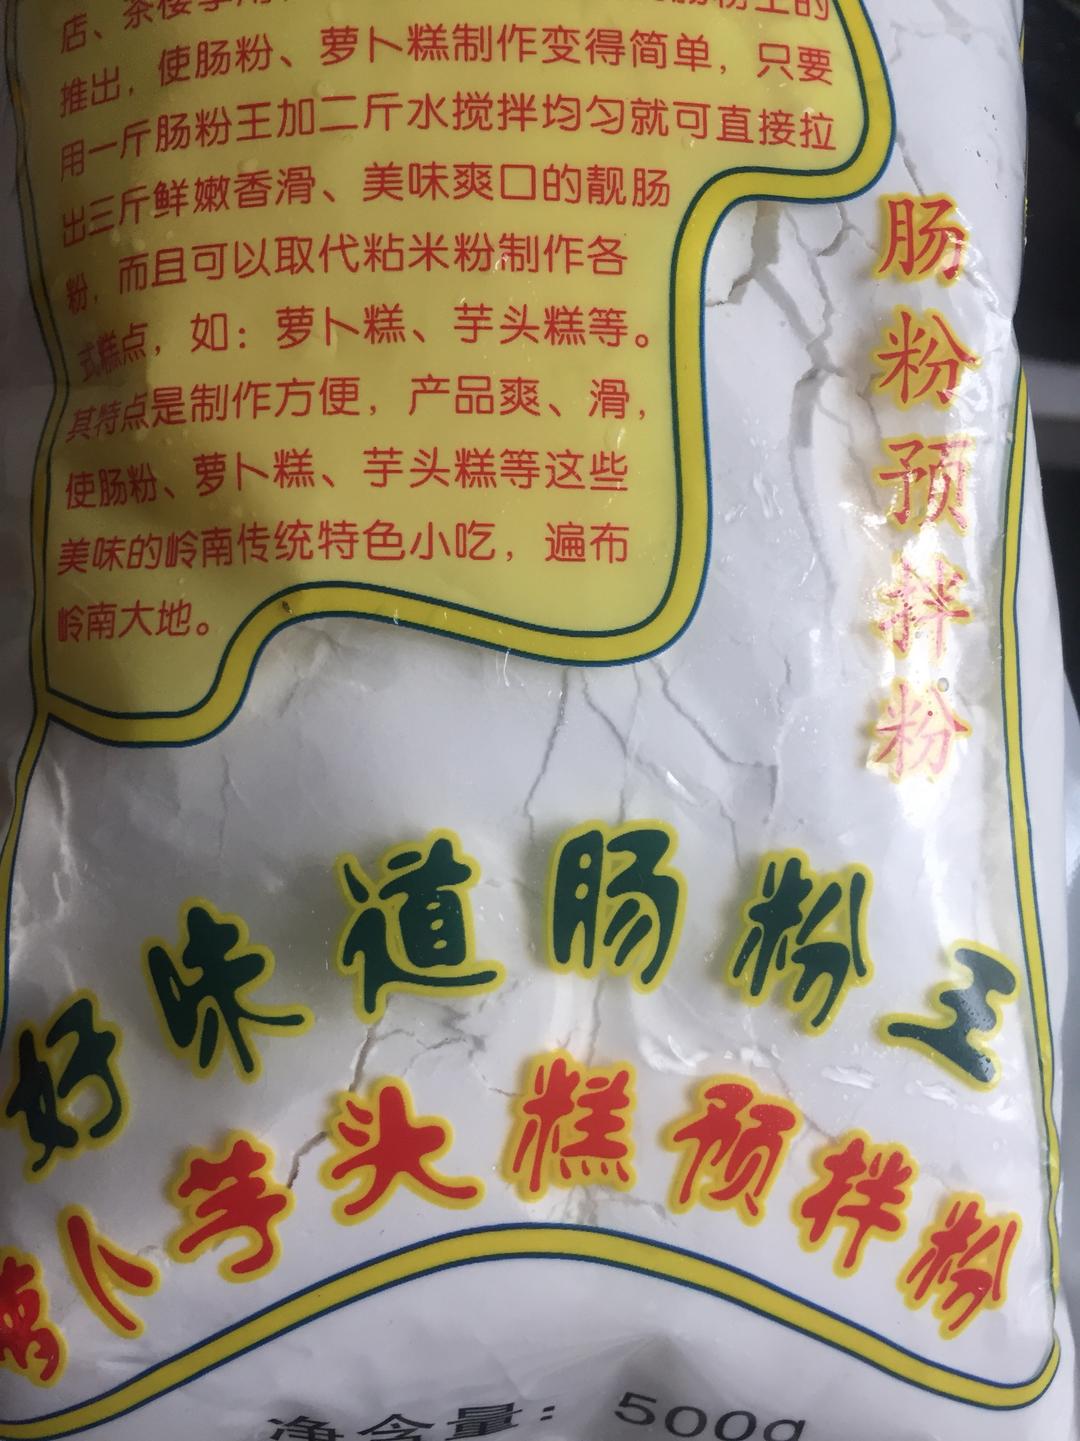 店、茶楼
推出，使肠粉、萝卜糕制作变得简单，只要
用一斤肠粉王加二斤水搅拌均匀就可直接拉
出三斤鲜嫩香滑、美味爽口的靓肠
粉，而且可以取代粘米粉制作各
式糕点，如：萝卜糕、芋头糕等。
其特点是制作方便，产品爽、滑，
使肠粉、萝卜糕、芋头糕等这些
美味的岭南传统特色小吃，遍布
岭南大地。
肠粉预拌粉
好味道肠粉王
萝卜芋头糕预拌粉
净含量：500g